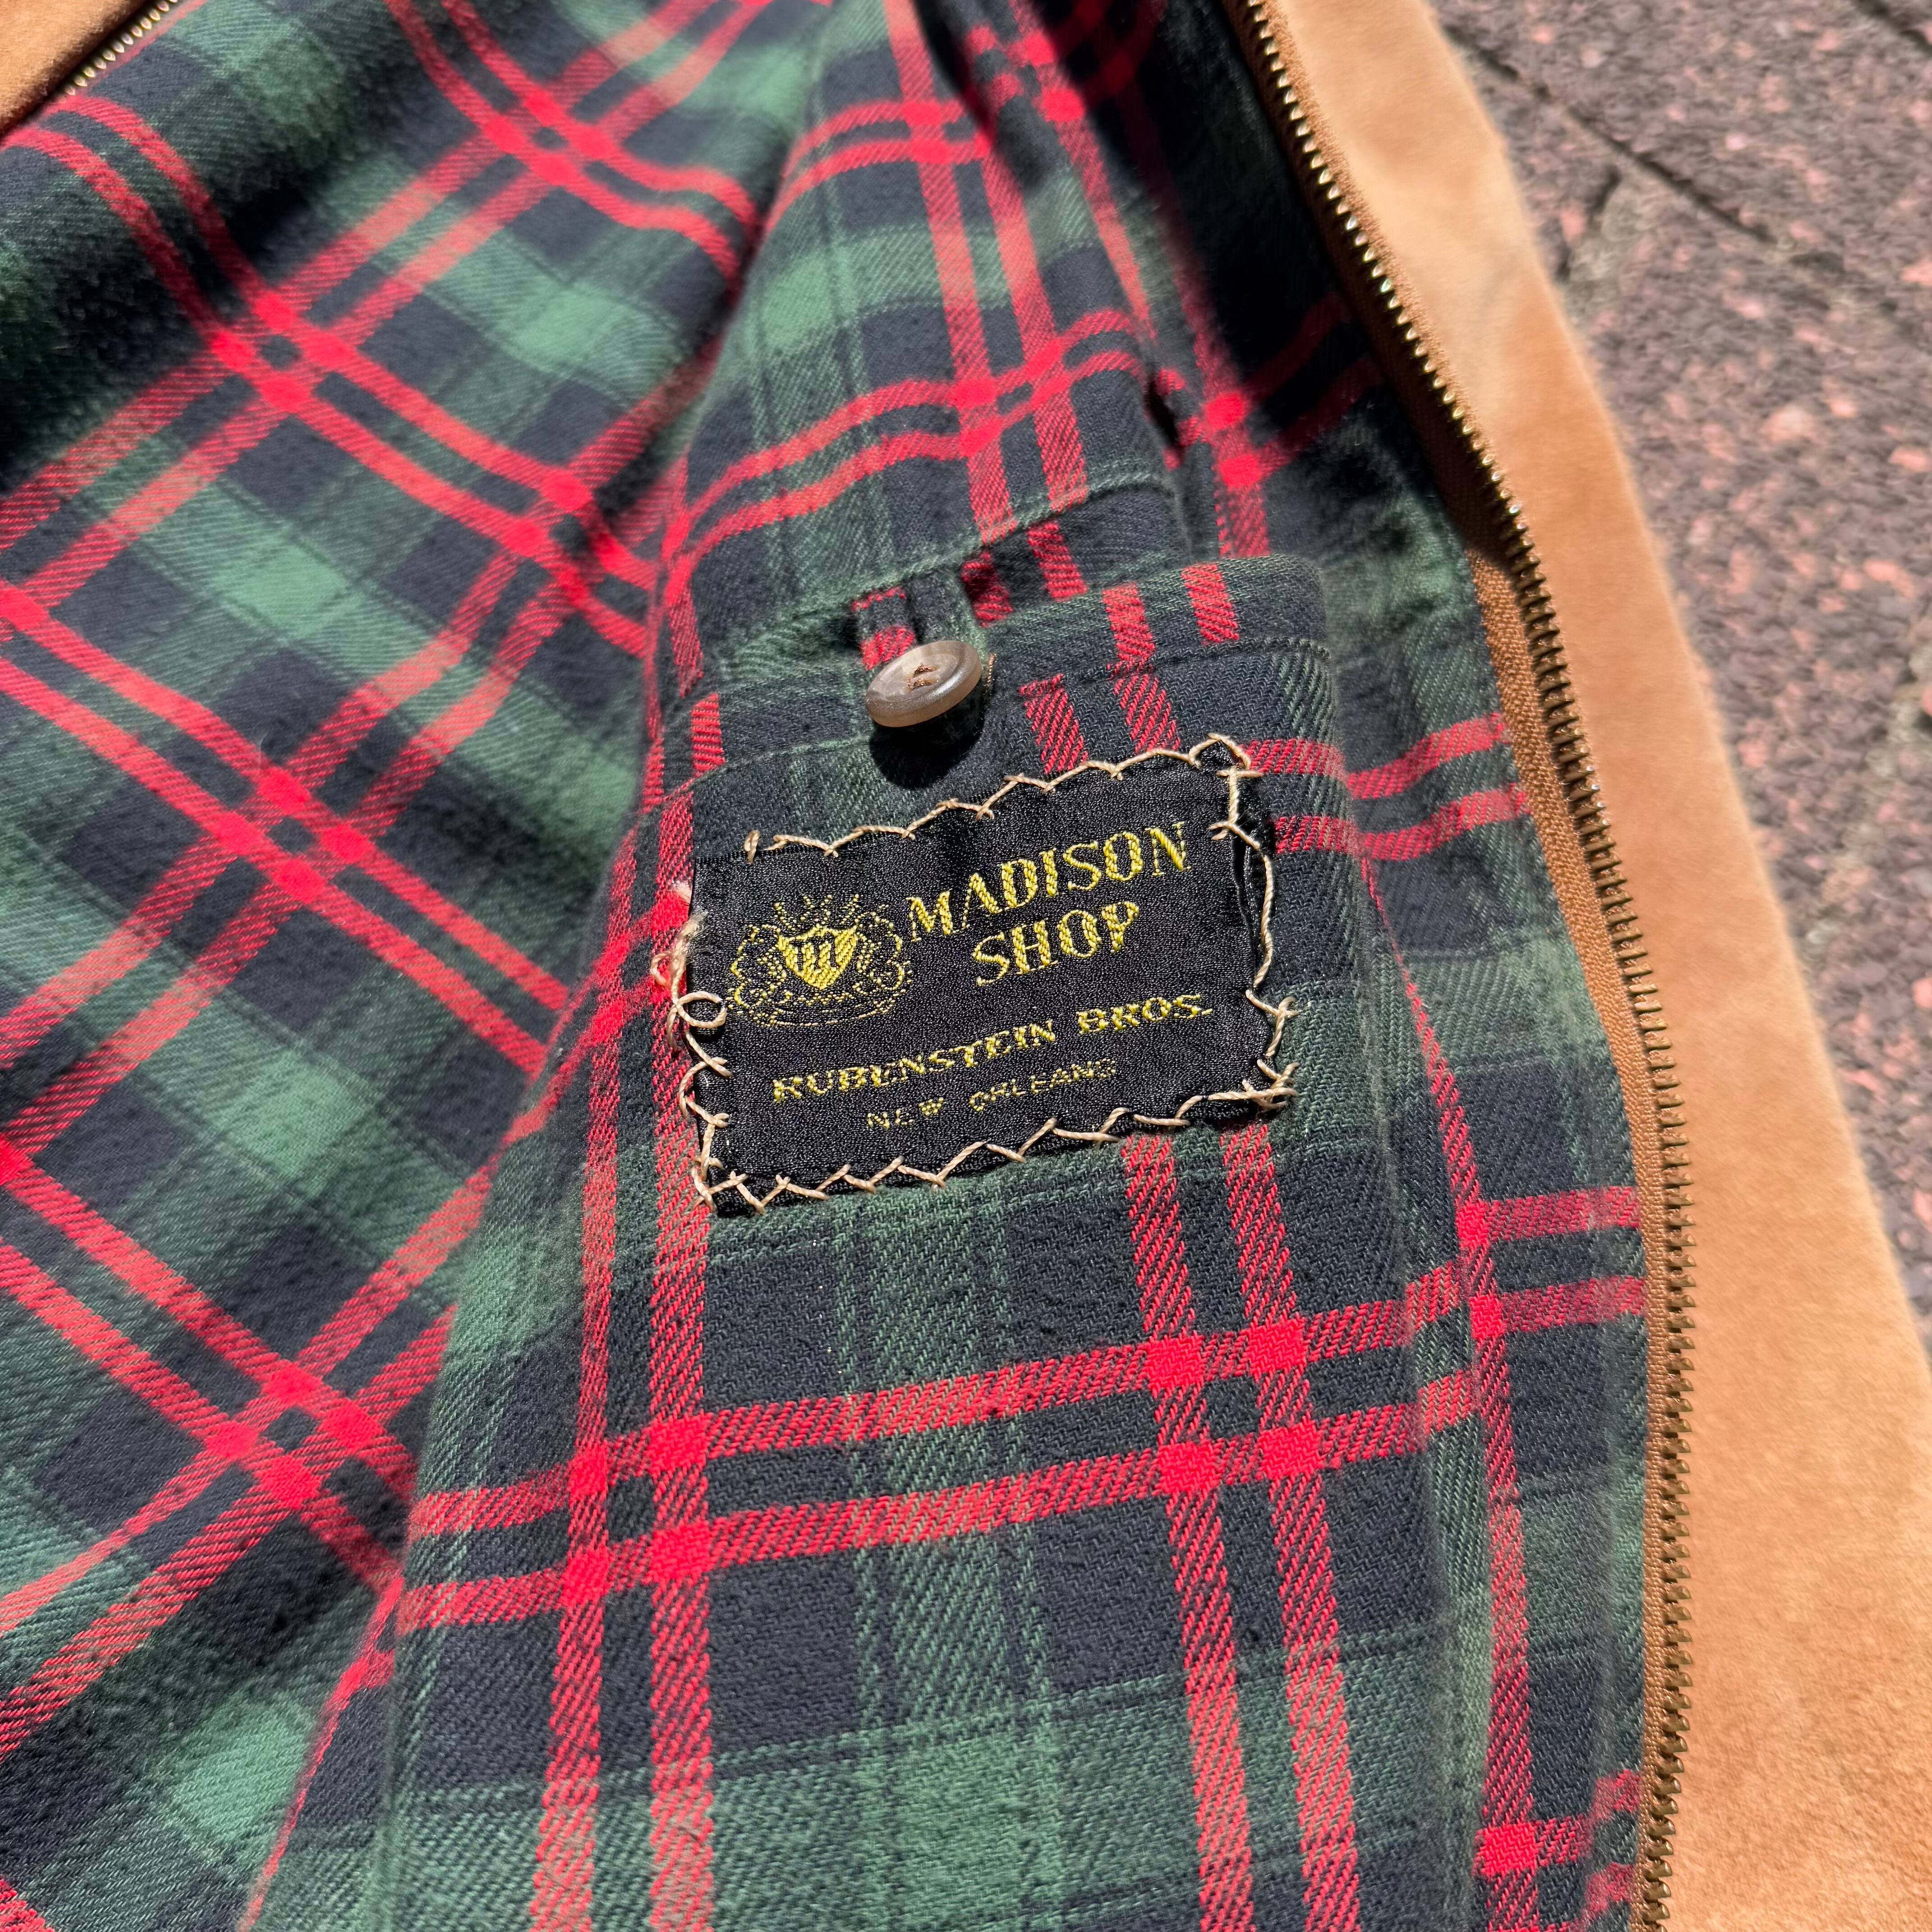 M
MADISON
SHOP
RUBENSTEIN BROS.
NEW ORLEANS